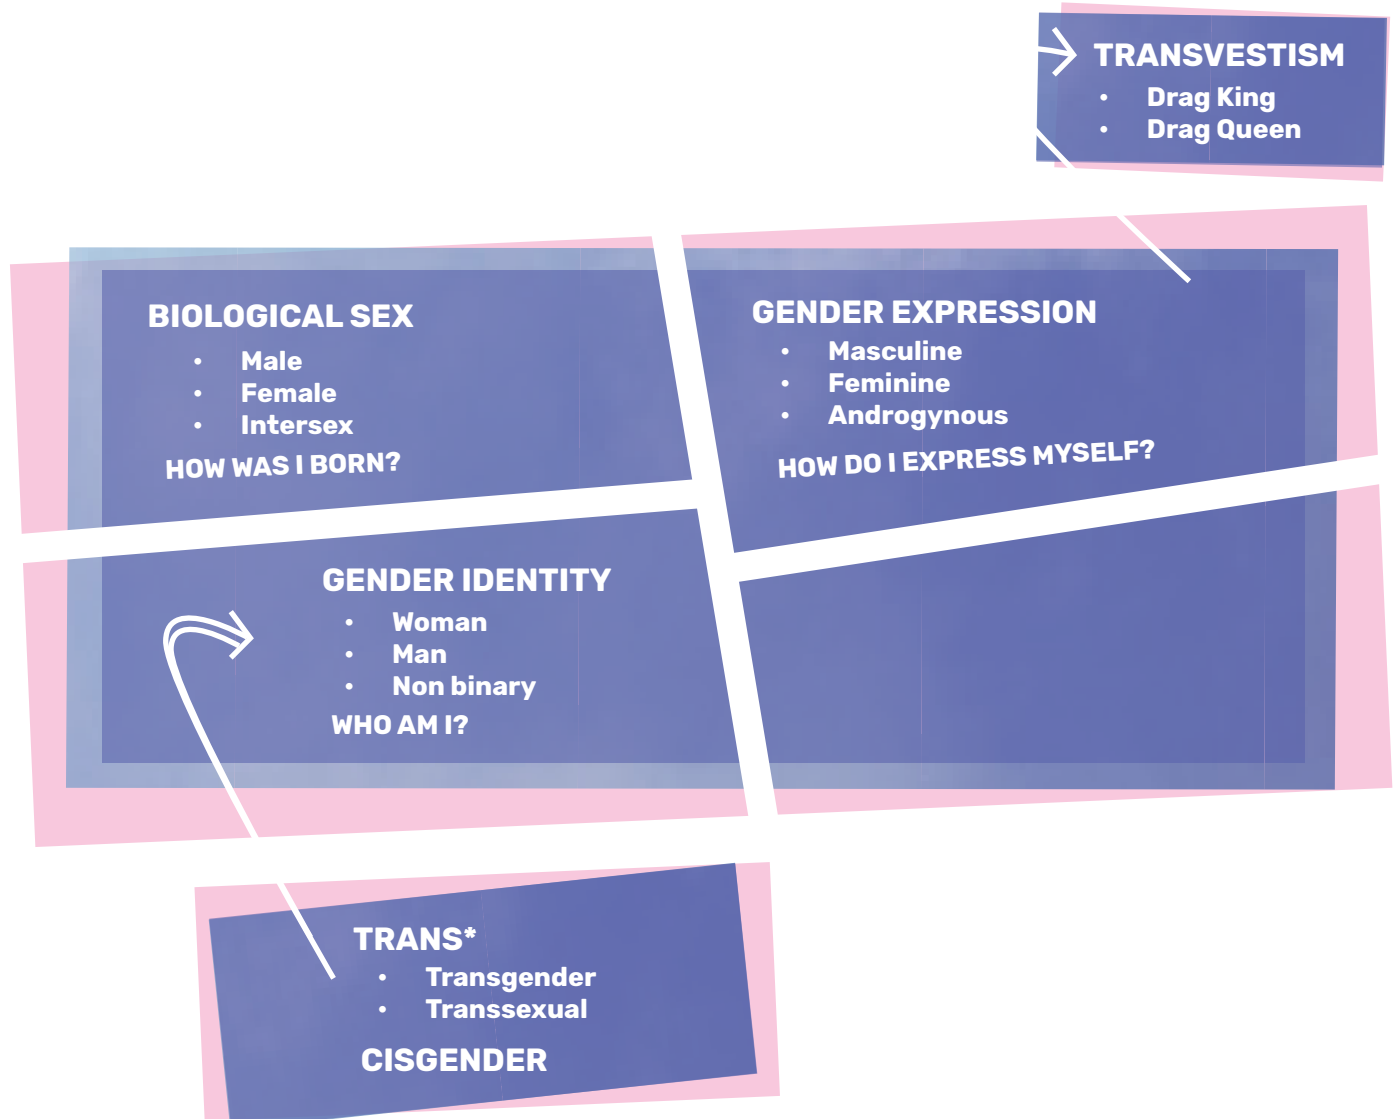 TRANSVESTISM
• Drag King
• Drag Queen
BIOLOGICAL SEX
• Male
• Female
• Intersex
HOW WAS I BORN?
GENDER EXPRESSION
• Masculine
• Feminine
• Androgynous
HOW DO I EXPRESS MYSELF?
GENDER IDENTITY
• Woman
• Man
• Non binary
WHO AM I?
TRANS*
• Transgender
• Transsexual
CISGENDER